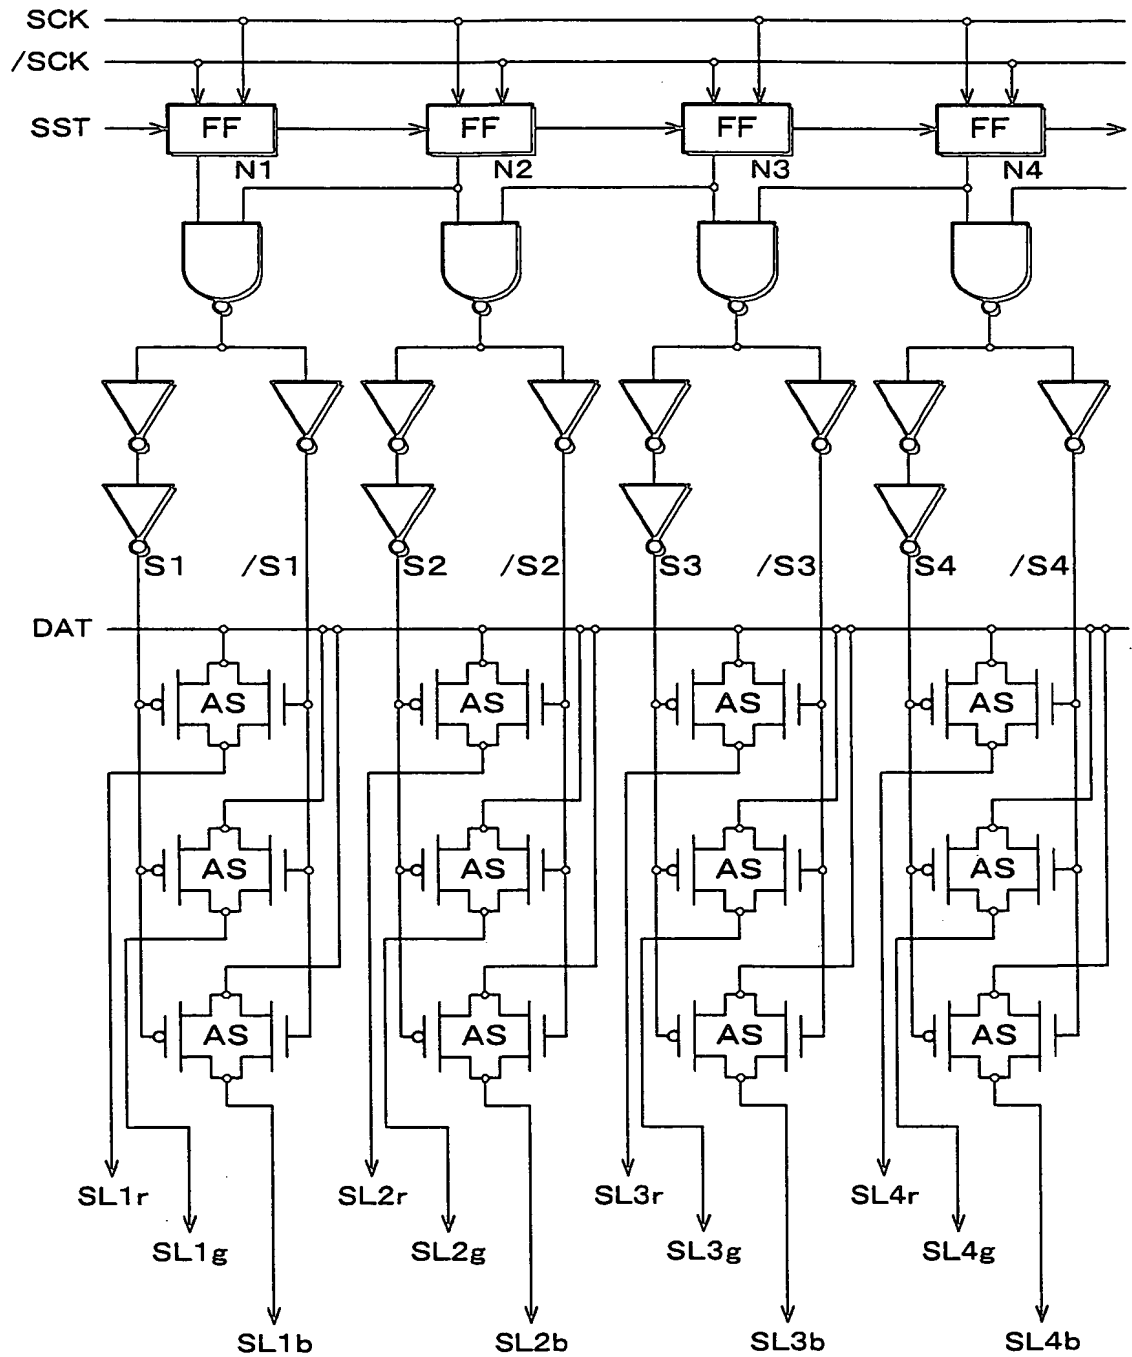 SCK
/SCK
SST FF FF FF FF
N1 N2 N3 N4
S1 /S1 S2 /S2 S3 /S3 S4 /S4
DAT
AS AS AS AS
AS AS AS AS
AS AS AS AS
SL1r SL2r SL3r SL4r
SL1g SL2g SL3g SL4g
SL1b SL2b SL3b SL4b